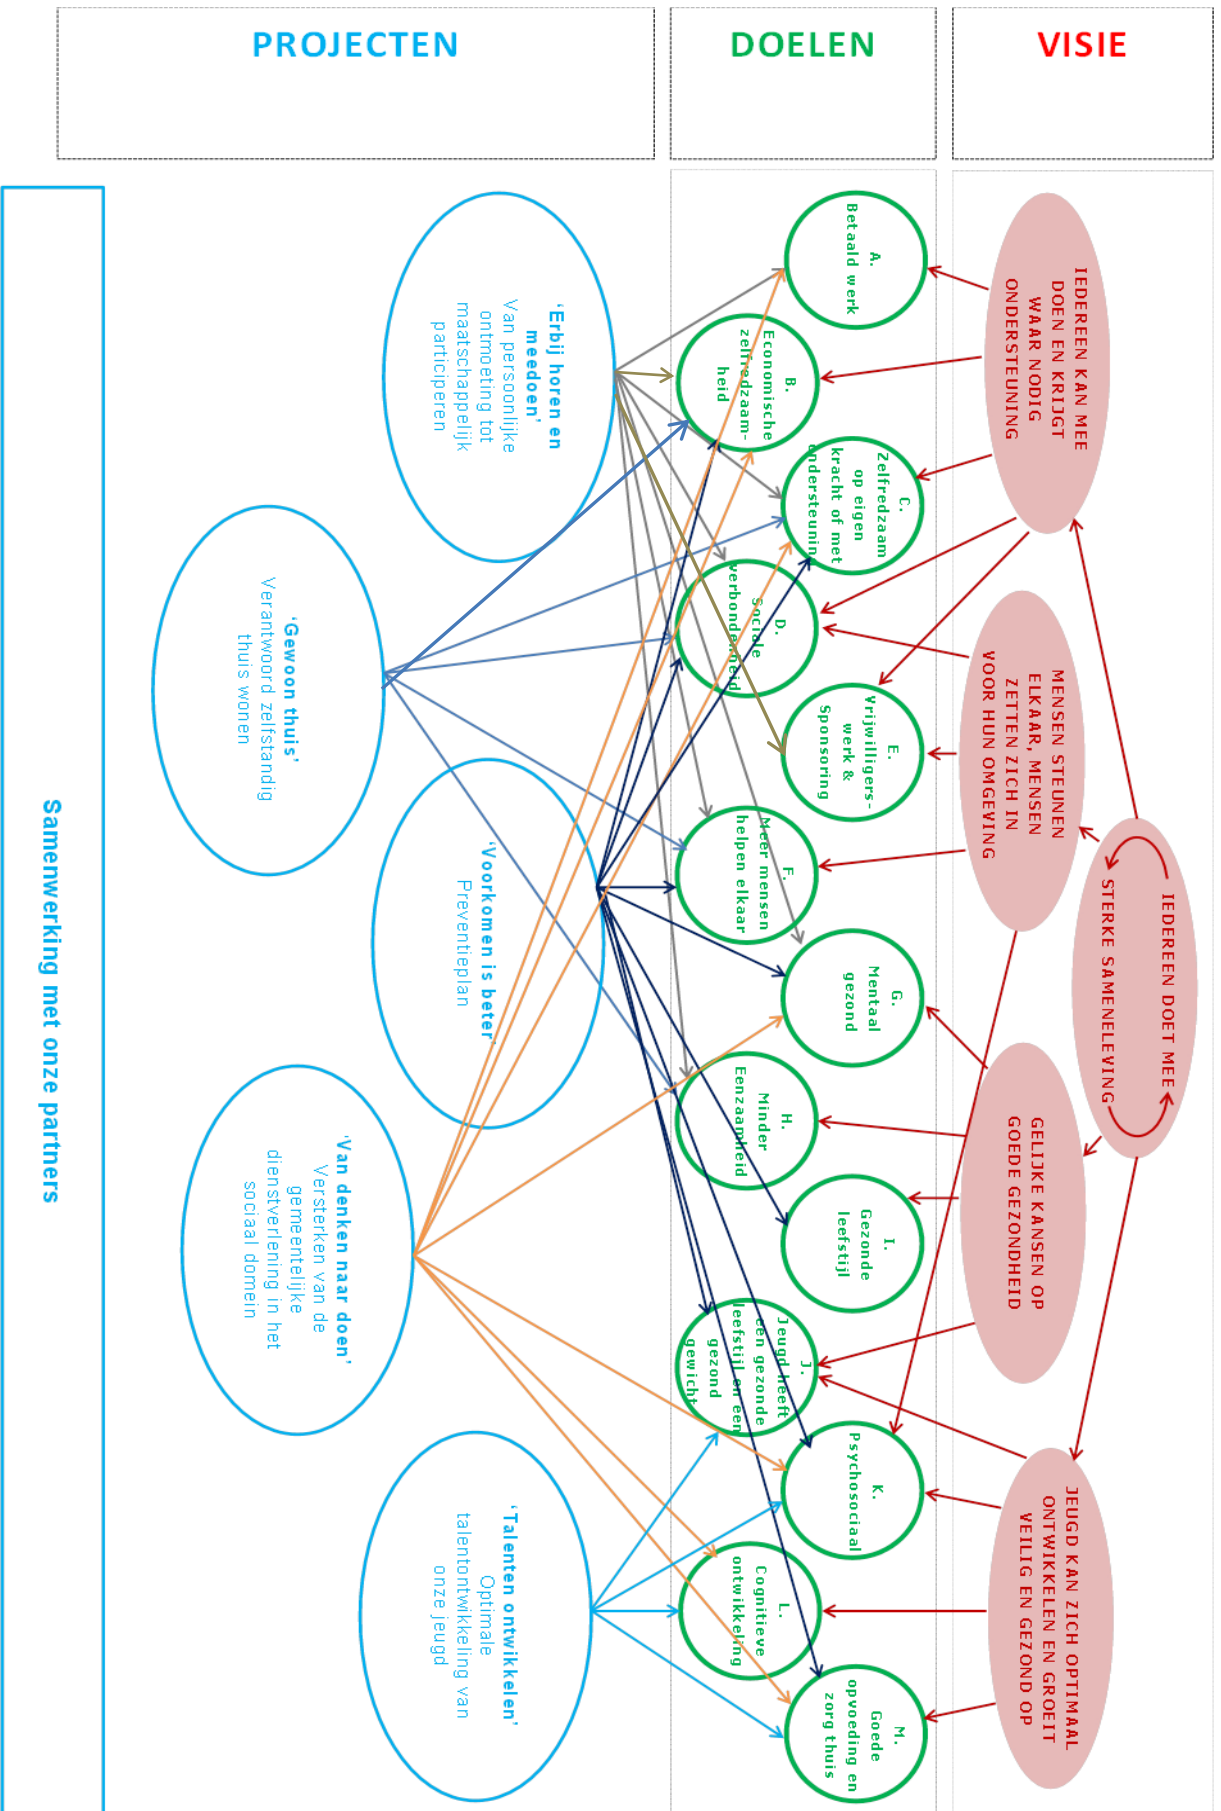 PROJECTEN
DOELEN
VISIE
IEDEREEN DOET MEE
STERKE SAMENELEVING
IEDEREEN KAN MEE
DOEN EN KRIJGT
WAAR NODIG
ONDERSTEUNING
MENSEN STEUNEN
ELKAAR, MENSEN
ZETTEN ZICH IN
VOOR HUN OMGEVING
GELIJKE KANSEN OP
GOEDE GEZONDHEID
JEUGD KAN ZICH OPTIMAAL
ONTWIKKELEN EN GROEIT
VEILIG EN GEZOND OP
A.
Betaald werk
B.
Economische
zelfredzaam-
heid
C.
Zelfredzaam
op eigen
kracht of met
ondersteunin
D.
Sociale
verbondenheid
E.
Vrijwilligers-
werk &
Sponsoring
F.
Meer mensen
helpen elkaar
G.
Mentaal
gezond
H.
Minder
Eenzaamheid
I.
Gezonde
leefstijl
J.
Jeugd heeft
een gezonde
leefstijl en een
gezond
gewicht
K.
Psychosociaal
L.
Cognitieve
ontwikkeling
M.
Goede
opvoeding en
zorg thuis
'Erbij horen en
meedoen'
Van persoonlijke
ontmoeting tot
maatschappelijk
participeren
'Gewoon thuis'
Verantwoord zelfstandig
thuis wonen
'Voorkomen is beter'
Preventieplan
'Van denken naar doen'
Versterken van de
gemeentelijke
dienstverlening in het
sociaal domein
'Talenten ontwikkelen'
Optimale
talentontwikkeling van
onze jeugd
Samenwerking met onze partners